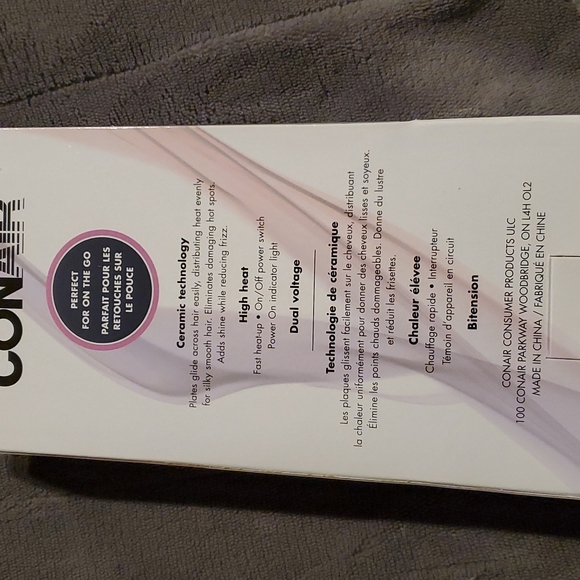 CONAIR
PERFECT
FOR ON THE GO
PARFAIT POUR LES
RETOUCHES SUR
LE POUCE
Ceramic technology
Plates glide across hair easily, distributing heat evenly
for silky smooth hair. Eliminates damaging hot spots.
Adds shine while reducing frizz.
High heat
Fast heat-up • On/Off power switch
Power On indicator light
Dual voltage
Technologie de céramique
Les plaques glissent facilement sur le cheveux, distribuant
la chaleur uniformément pour donner des cheveux lisses et soyeux.
Élimine les points chauds dommageables. Donne du lustre
et réduit les frisettes.
Chaleur élevée
Chauffage rapide • Interrupteur
Témoin d'appareil en circuit
Bitension
CONAIR CONSUMER PRODUCTS ULC
100 CONAIR PARKWAY WOODBRIDGE, ON L4H OL2
MADE IN CHINA / FABRIQUE EN CHINE